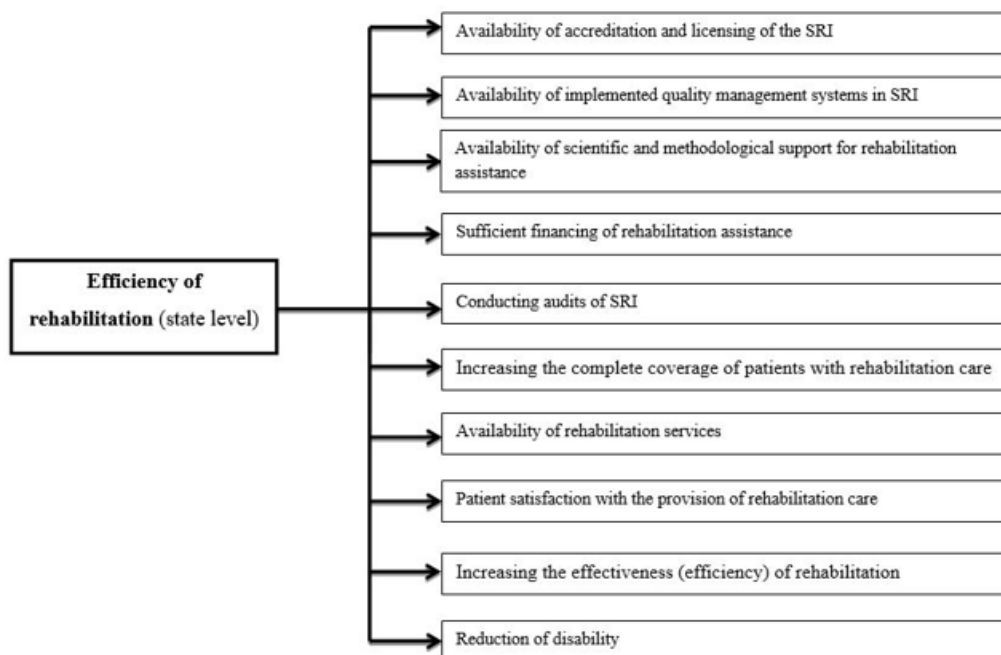 Availability of accreditation and licensing of the SRI
Availability of implemented quality management systems in SRI
Availability of scientific and methodological support for rehabilitation
assistance
Sufficient financing of rehabilitation assistance
Efficiency of
rehabilitation (state level)
Conducting audits of SRI
Increasing the complete coverage of patients with rehabilitation care
Availability of rehabilitation services
Patient satisfaction with the provision of rehabilitation care
Increasing the effectiveness (efficiency) of rehabilitation
Reduction of disability